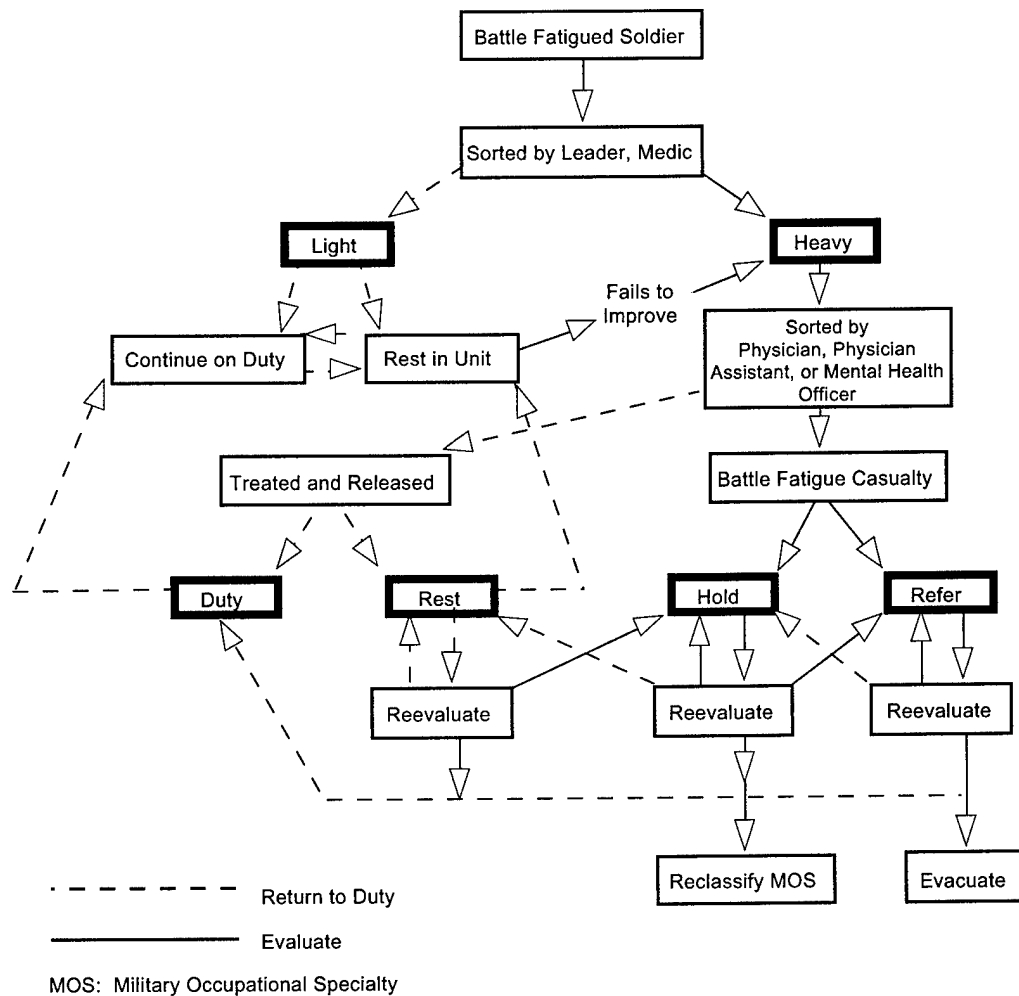 Battle Fatigued Soldier
Sorted by Leader, Medic
Light
Heavy
Fails to
Improve
Continue on Duty
Rest in Unit
Sorted by
Physician, Physician
Assistant, or Mental Health
Officer
Treated and Released
Battle Fatigue Casualty
Duty
Rest
Hold
Refer
Reevaluate
Reevaluate
Reevaluate
Reclassify MOS
Evacuate
Return to Duty
Evaluate
MOS: Military Occupational Specialty